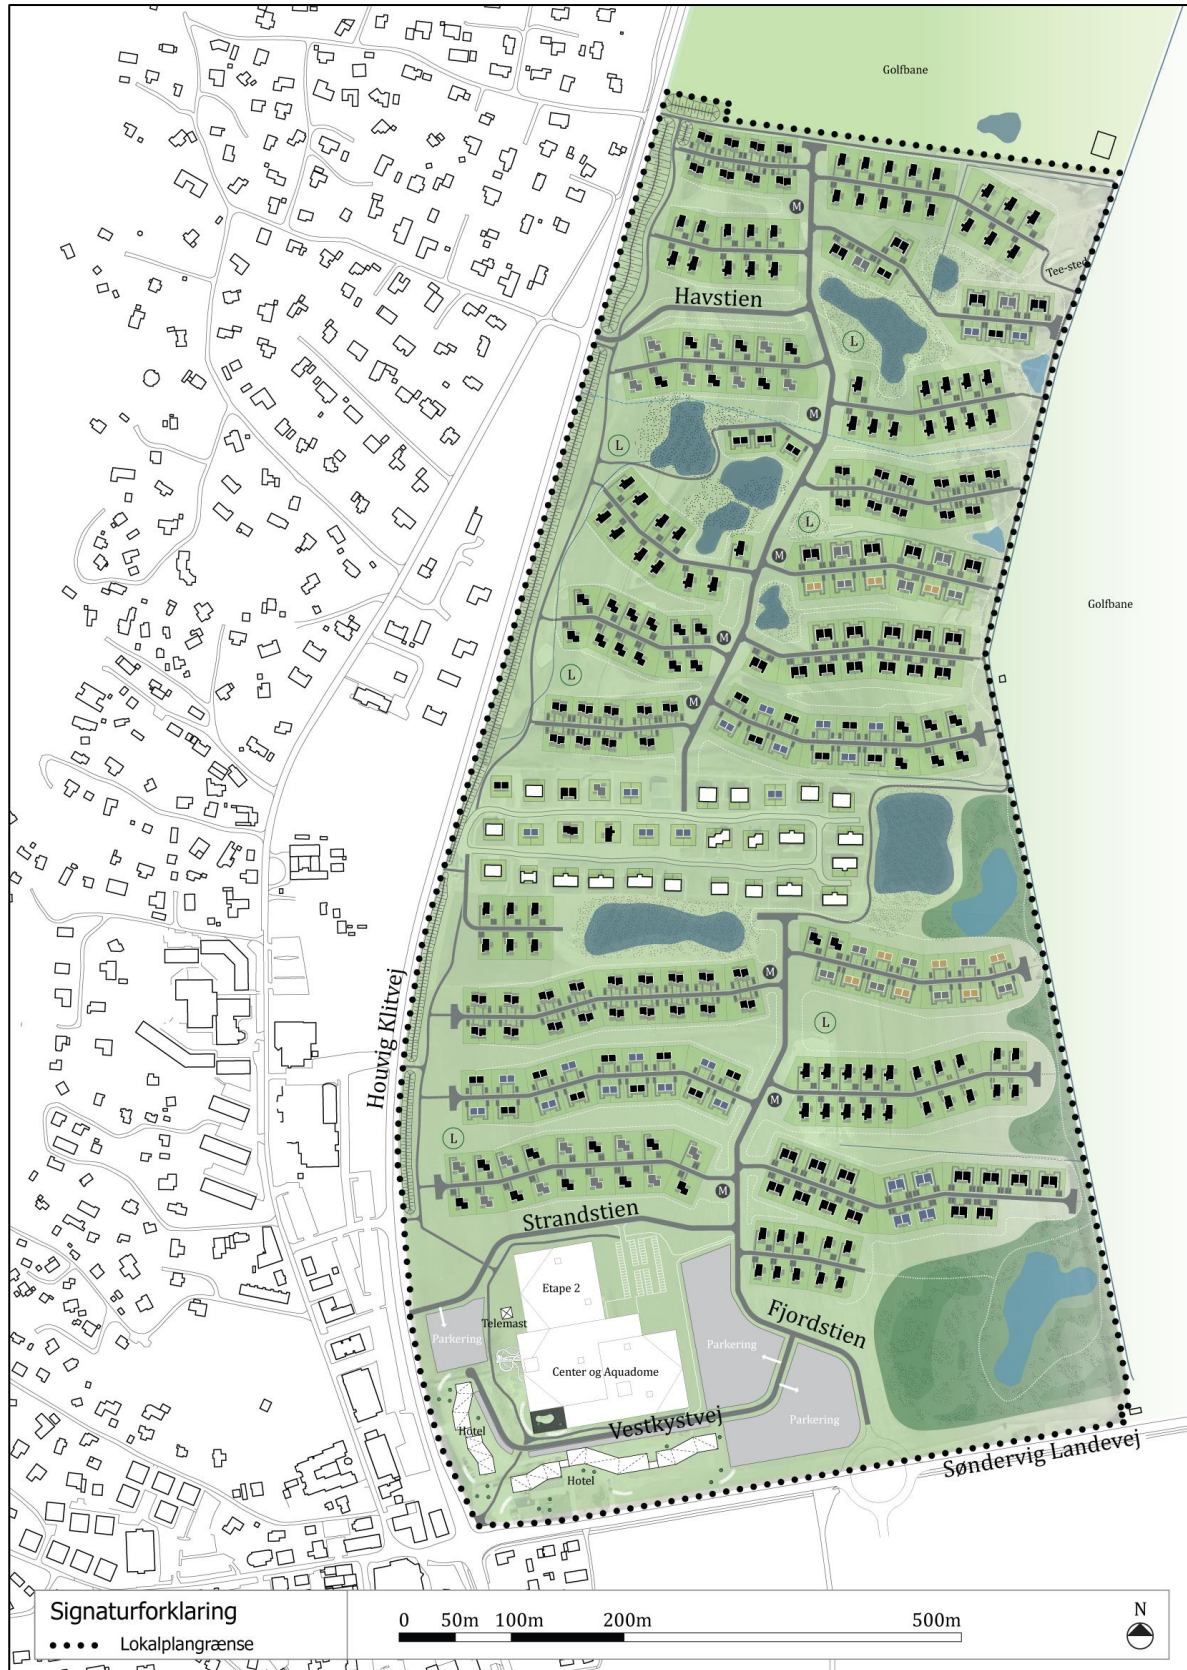 Golfbane
M
Tee-sted
Havstien
L
M
L
L
M
Golfbane
M
L
M
M
Houvig Klitvej
L
M
L
M
Strandstien
Etape 2
Telemast
Fjordstien
Parkering
Parkering
Center og Aquadome
Parkering
Vestkystvej
Hotel
Hotel
Søndervig Landevej
Signaturforklaring
Lokalplangrænse
0 50m 100m 200m 500m
N